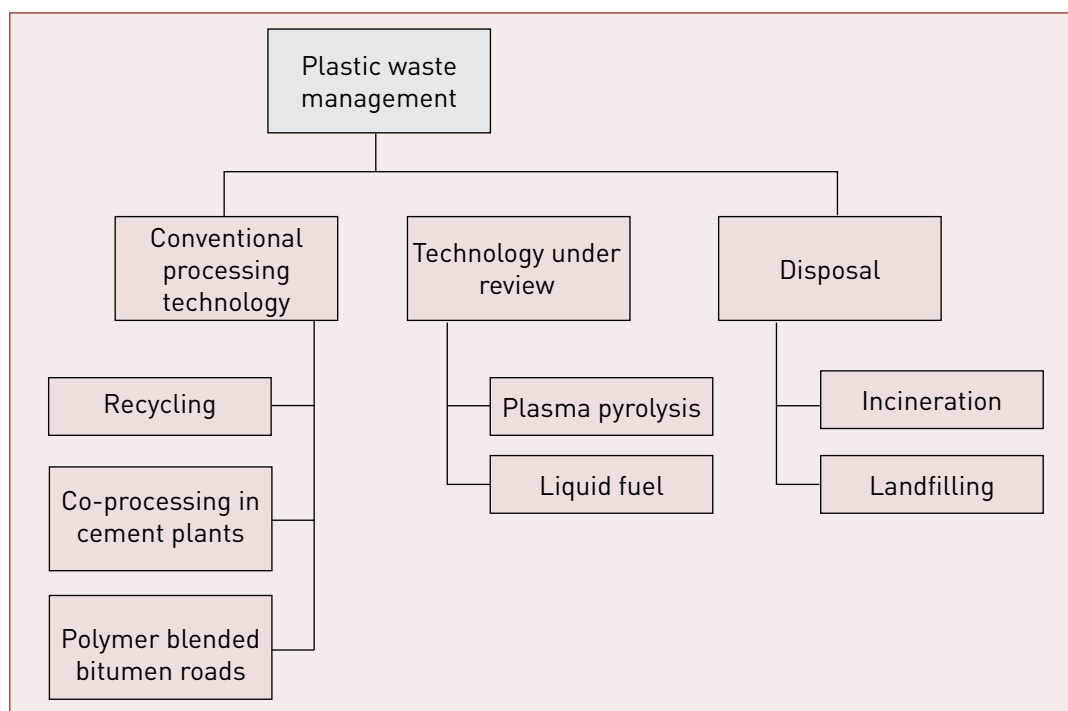 Plastic waste
management
Conventional
processing
technology
Technology under
review
Disposal
Recycling
Co-processing in
cement plants
Polymer blended
bitumen roads
Plasma pyrolysis
Liquid fuel
Incineration
Landfilling